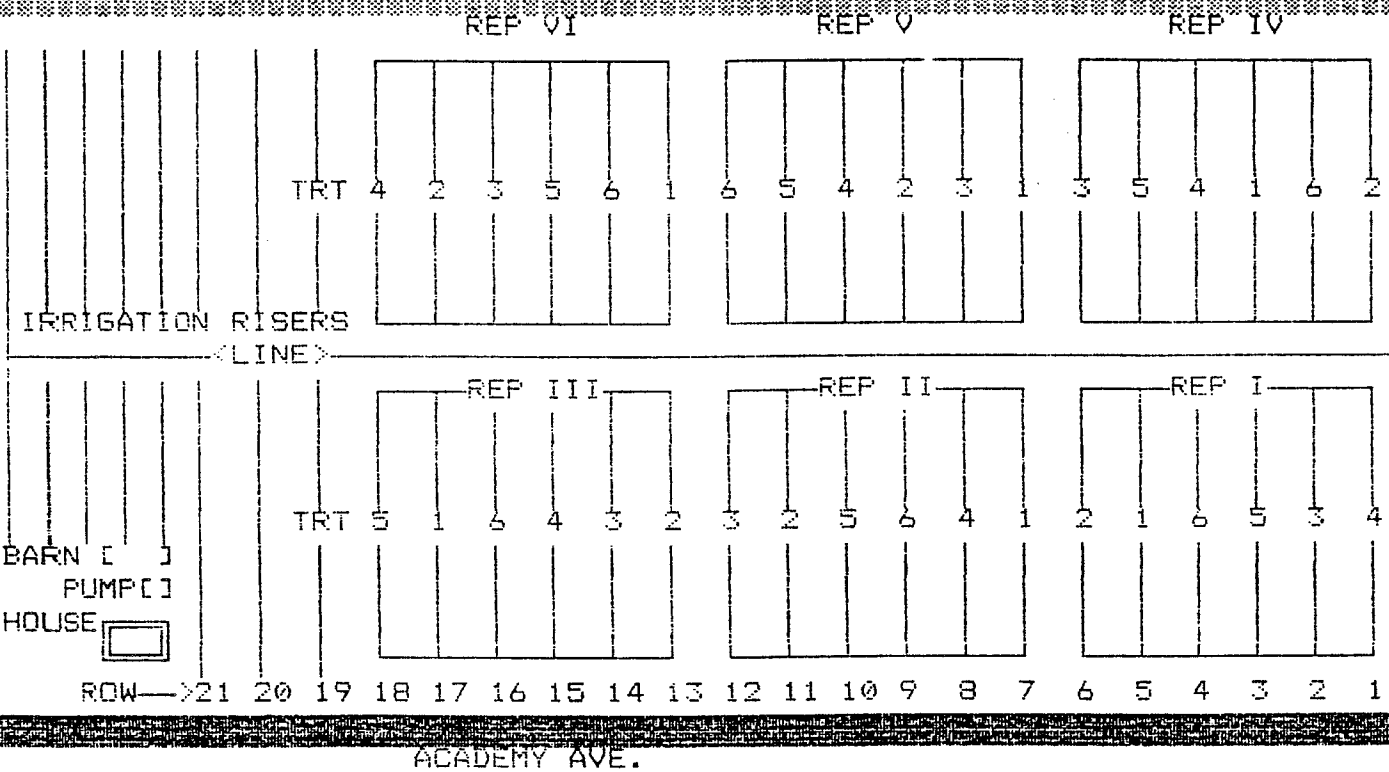 REP VI REP V REP IV
TRT 4 2 3 5 6 1 6 5 4 2 3 1 3 5 4 1 6 2
IRRIGATION RISERS
<LINE>
REP III REP II REP I
TRT 5 1 6 4 3 2 3 2 5 6 4 1 2 1 6 5 3 4
BARN [ ]
PUMP[]
HOUSE
ROW-->21 20 19 18 17 16 15 14 13 12 11 10 9 8 7 6 5 4 3 2 1
ACADEMY AVE.